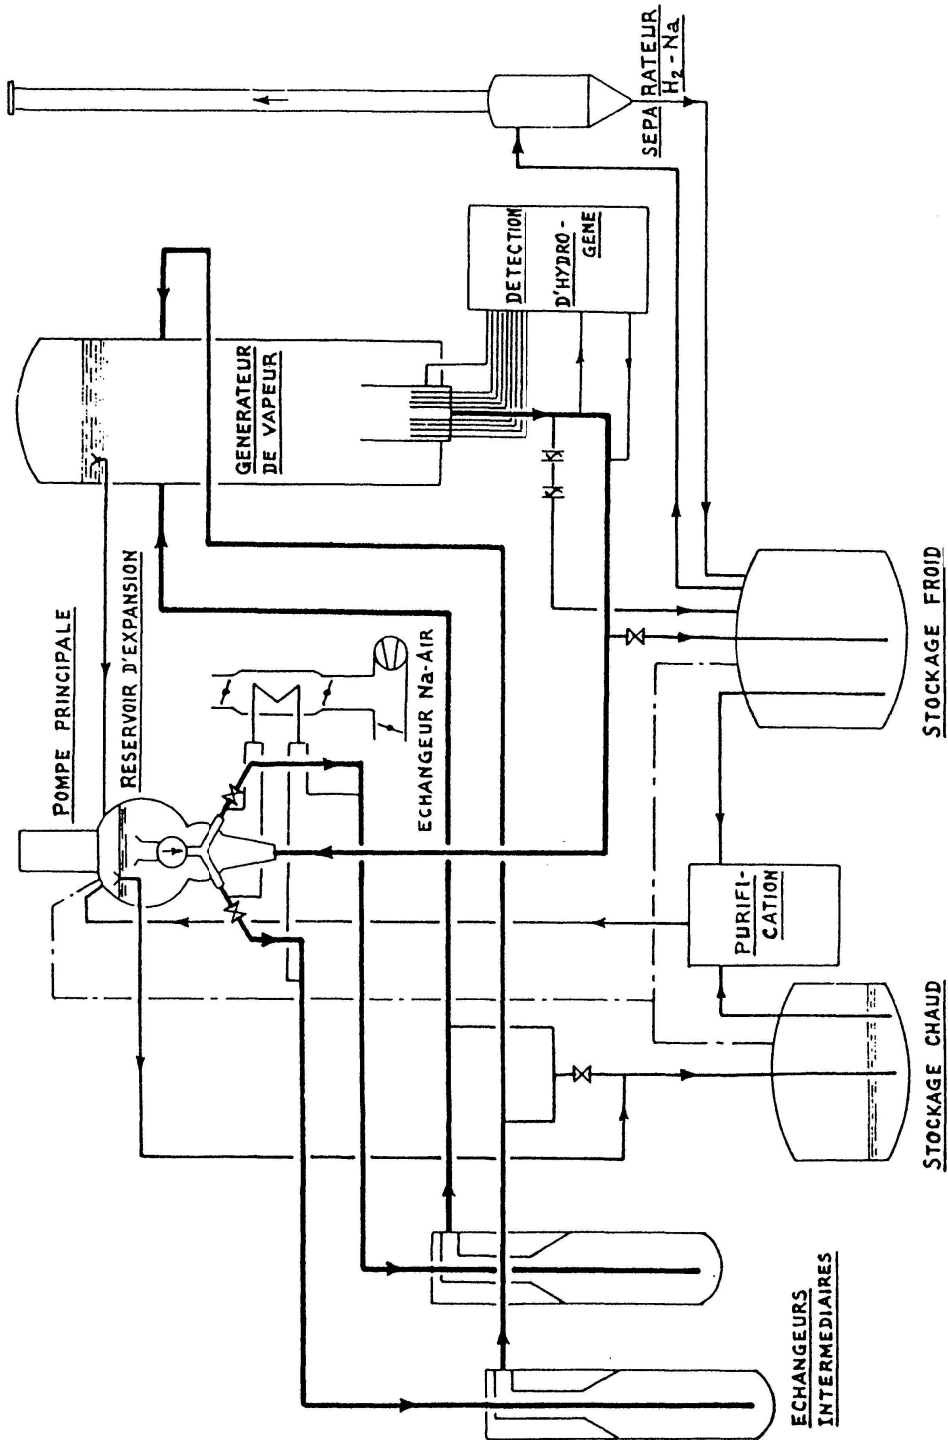 POMPE PRINCIPALE
RESERVOIR D'EXPANSION
ECHANGEUR Na-AIR
GENERATEUR
DE VAPEUR
DETECTION
D'HYDRO-
GENE
SEPARATEUR
H₂-Na
ECHANGEURS
INTERMEDIAIRES
STOCKAGE CHAUD
PURIFI-
CATION
STOCKAGE FROID